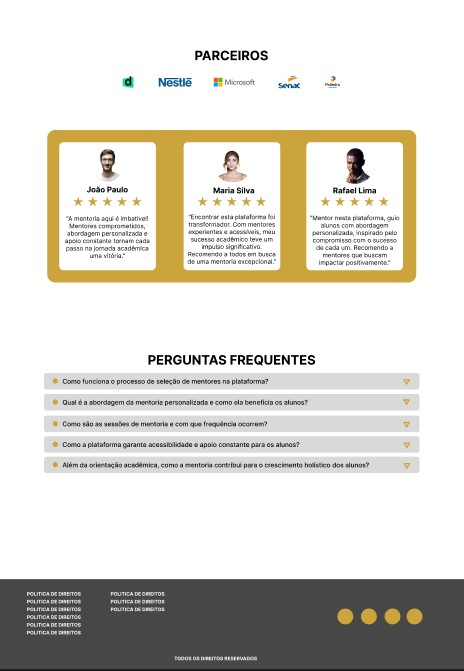 PARCEIROS
d
Nestlé
Microsoft
Senac
João Paulo
"A mentoria aqui é imbatível!
Mentores comprometidos,
abordagem personalizada e
apoio constante tornam cada
passo na jornada acadêmica
uma vitória."
Maria Silva
"Encontrar esta plataforma foi
transformador. Com mentores
experientes e acessíveis, meu
sucesso acadêmico teve um
impulso significativo.
Recomendo a todos em busca
de uma mentoria excepcional."
Rafael Lima
"Mentor nesta plataforma, guio
alunos com abordagem
personalizada, inspirado pelo
compromisso com o sucesso
de cada um. Recomendo a
mentores que buscam
impactar positivamente."
PERGUNTAS FREQUENTES
Como funciona o processo de seleção de mentores na plataforma?
Qual é a abordagem da mentoria personalizada e como ela beneficia os alunos?
Como são as sessões de mentoria e com que frequência ocorrem?
Como a plataforma garante acessibilidade e apoio constante para os alunos?
Além da orientação acadêmica, como a mentoria contribui para o crescimento holístico dos alunos?
POLITICA DE DIREITOS
POLITICA DE DIREITOS
POLITICA DE DIREITOS
POLITICA DE DIREITOS
POLITICA DE DIREITOS
POLITICA DE DIREITOS
POLITICA DE DIREITOS
POLITICA DE DIREITOS
POLITICA DE DIREITOS
TODOS OS DIREITOS RESERVADOS